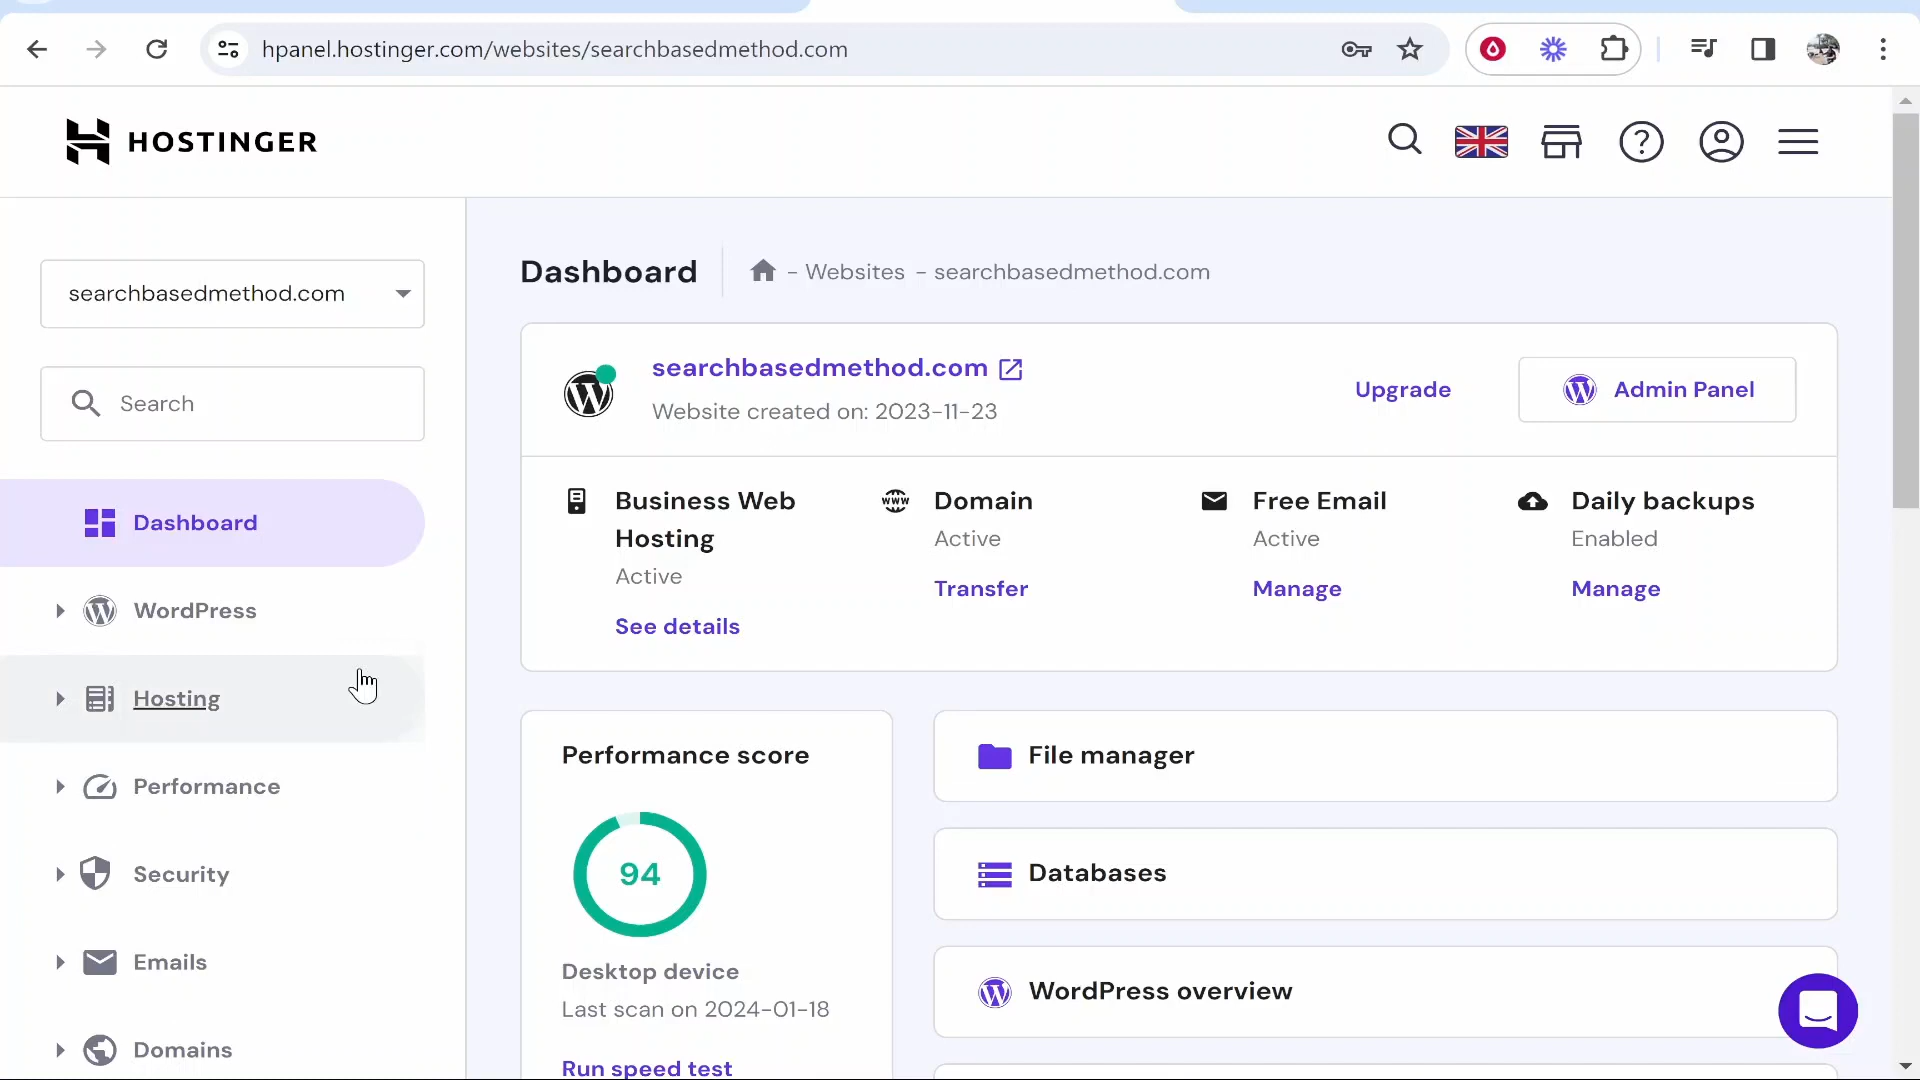 hpanel.hostinger.com/websites/searchbasedmethod.com
HOSTINGER
searchbasedmethod.com
Search
Dashboard
WordPress
Hosting
Performance
Security
Emails
Domains
Dashboard
- Websites - searchbasedmethod.com
searchbasedmethod.com
Website created on: 2023-11-23
Upgrade
Admin Panel
Business Web
Hosting
Active
See details
WWW
Domain
Active
Transfer
Free Email
Active
Manage
Daily backups
Enabled
Manage
Performance score
94
Desktop device
Last scan on 2024-01-18
Run speed test
File manager
Databases
WordPress overview